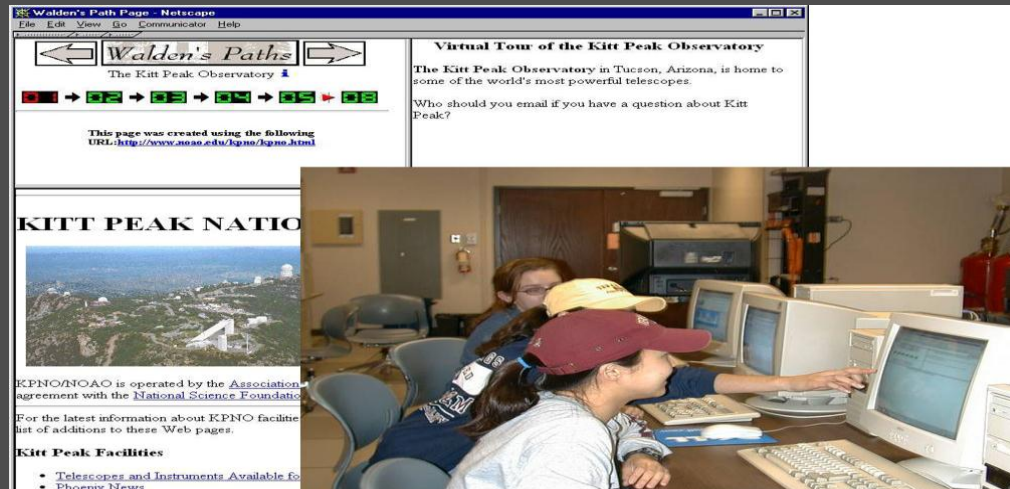 Walden's Path Page - Netscape
File Edit View Go Communicator Help
Walden's Paths
The Kitt Peak Observatory i
01 02 03 04 05 08
This page was created using the following
URL:http://www.noao.edu/kpno/kpno.html
Virtual Tour of the Kitt Peak Observatory
The Kitt Peak Observatory in Tucson, Arizona, is home to
some of the world's most powerful telescopes.
Who should you email if you have a question about Kitt
Peak?
KITT PEAK NATIO
KPNO/NOAO is operated by the Association
agreement with the National Science Foundatio
For the latest information about KPNO facilitie
list of additions to these Web pages.
Kitt Peak Facilities
Telescopes and Instruments Available fo
Phoenix News